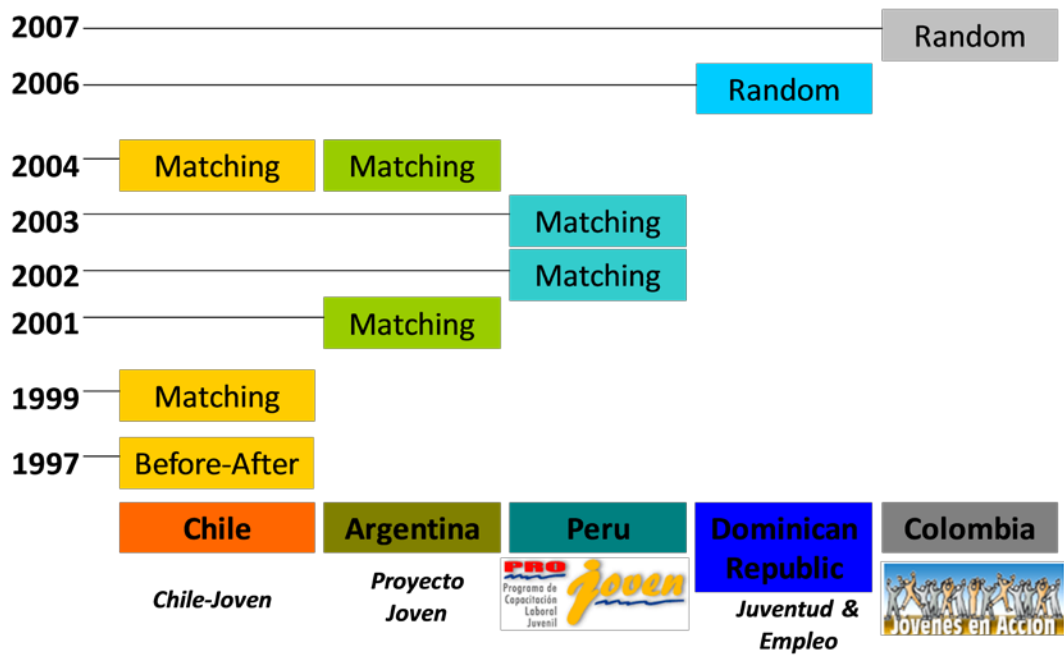 2007 Random
2006 Random
2004 Matching Matching
2003 Matching
2002 Matching
2001 Matching
1999 Matching
1997 Before-After
Chile Argentina Peru Dominican Republic Colombia
Chile-Joven
Proyecto
Joven
PRO
joven
Programa de
Capacitación
Laboral
Juvenil
Juventud &
Empleo
Jóvenes en Acción